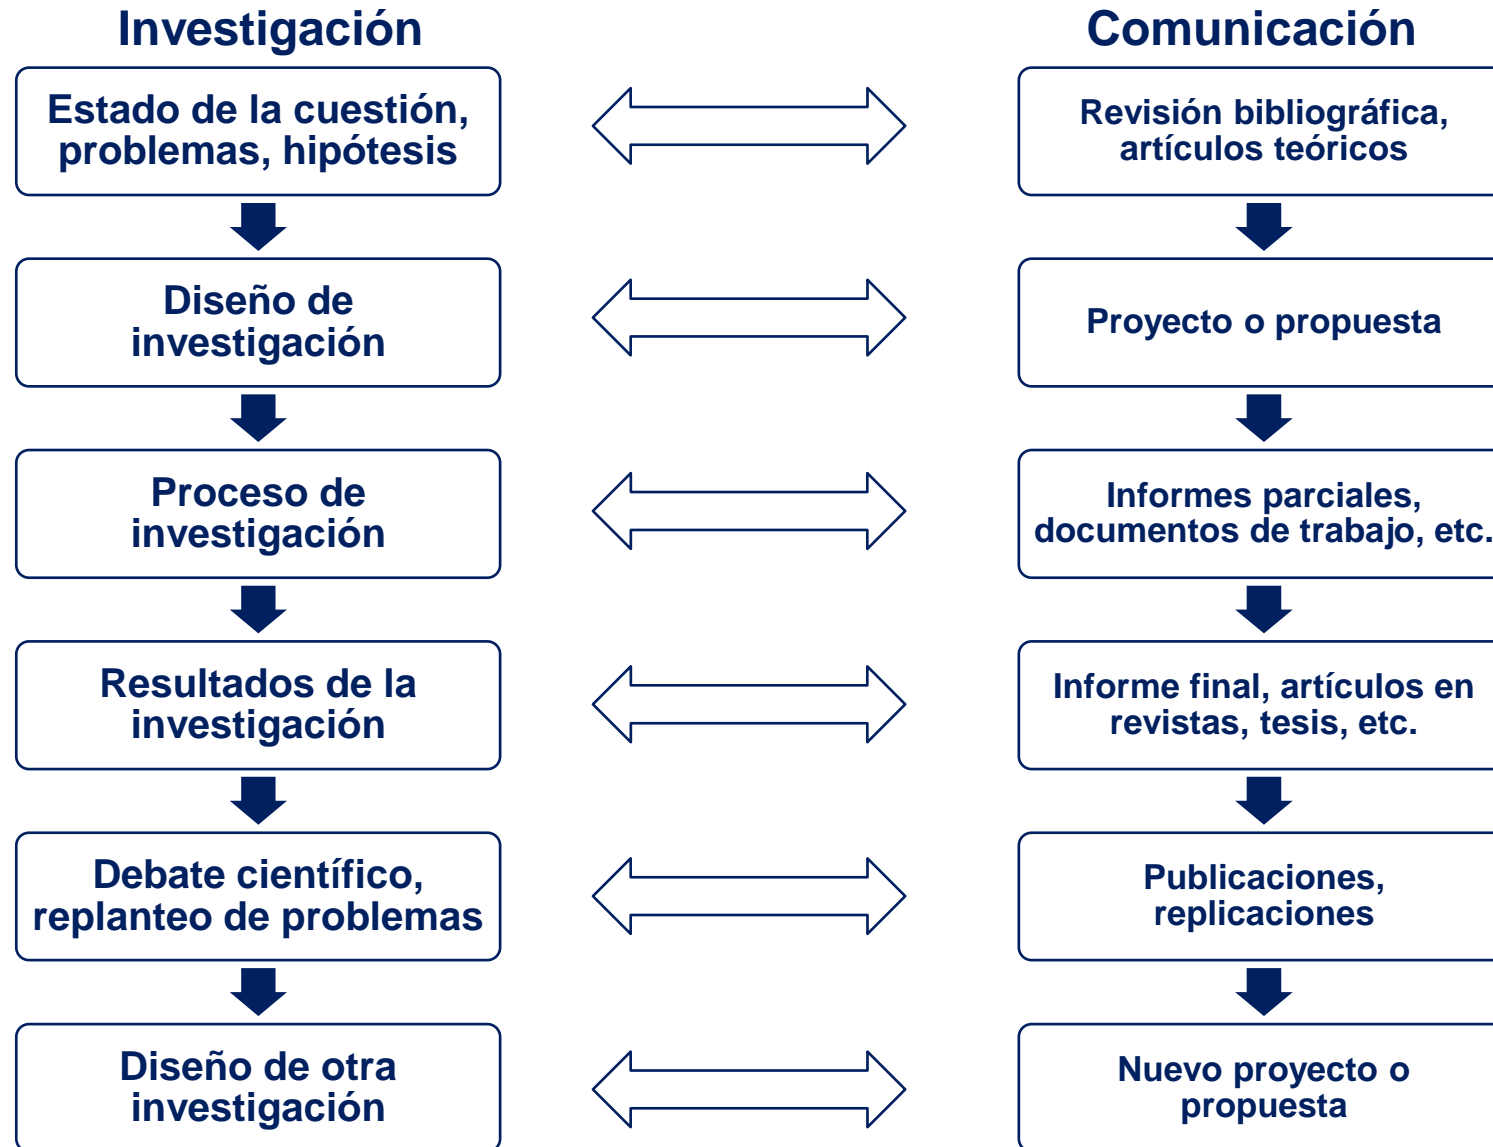 Investigación
Comunicación
Estado de la cuestión,
problemas, hipótesis
Revisión bibliográfica,
artículos teóricos
Diseño de
investigación
Proyecto o propuesta
Proceso de
investigación
Informes parciales,
documentos de trabajo, etc.
Resultados de la
investigación
Informe final, artículos en
revistas, tesis, etc.
Debate científico,
replanteo de problemas
Publicaciones,
replicaciones
Diseño de otra
investigación
Nuevo proyecto o
propuesta